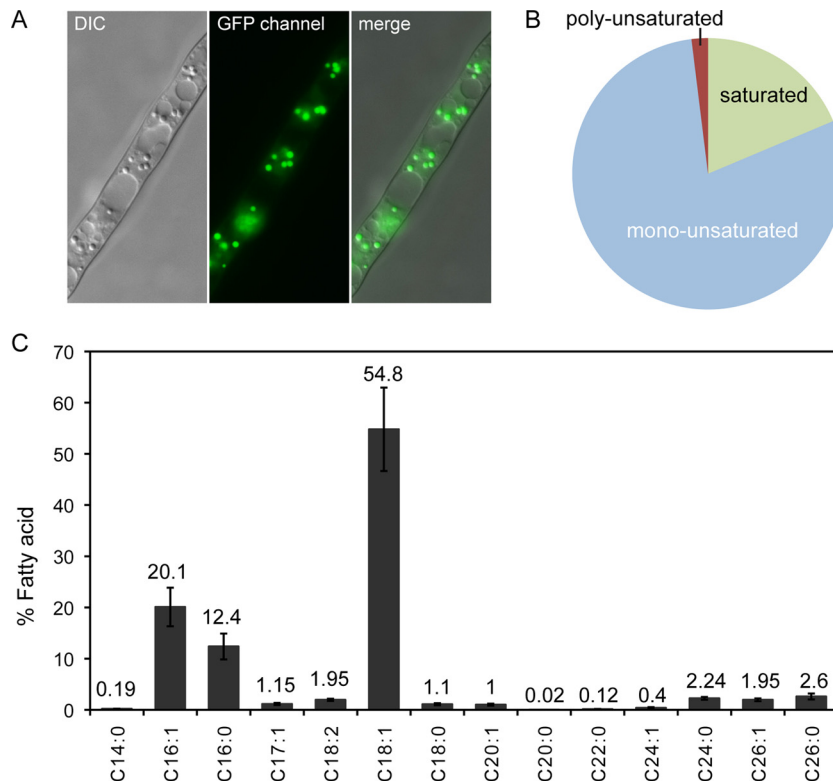 A
DIC
GFP channel
merge
B
poly-unsaturated
saturated
mono-unsaturated
C
% Fatty acid
70
60
50
40
30
20
10
0
0.19
20.1
12.4
1.15
1.95
54.8
1.1
1
0.02
0.12
0.4
2.24
1.95
2.6
C14:0
C16:1
C16:0
C17:1
C18:2
C18:1
C18:0
C20:1
C20:0
C22:0
C24:1
C24:0
C26:1
C26:0